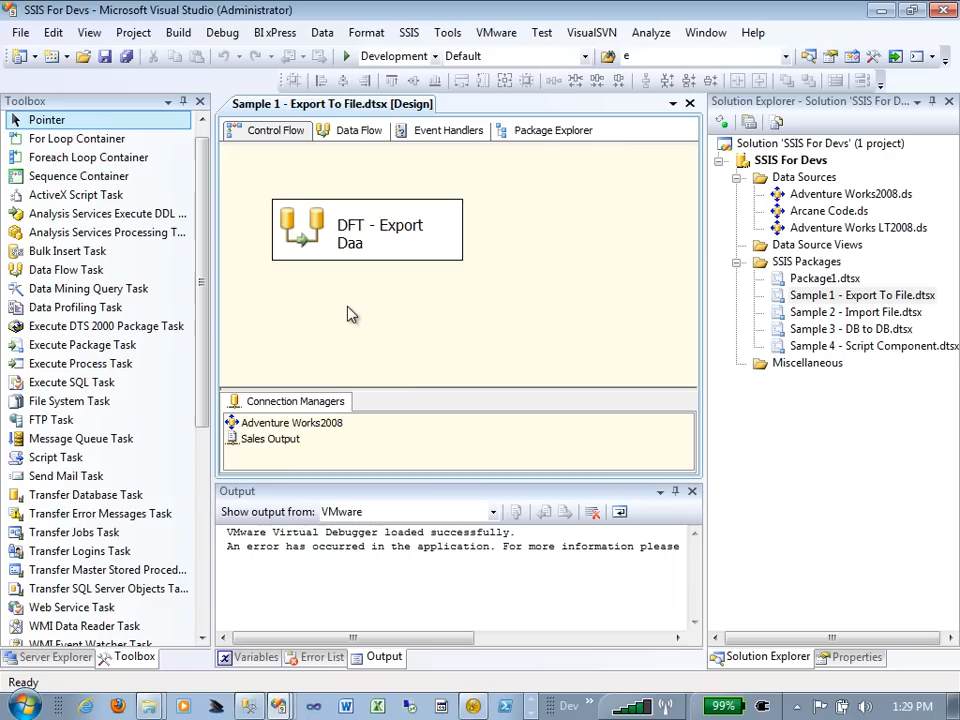 SSIS For Devs - Microsoft Visual Studio (Administrator)
File Edit View Project Build Debug BI xPress Data Format SSIS Tools VMware Test VisualSVN Analyze Window Help
Development Default e
Toolbox
Pointer
For Loop Container
Foreach Loop Container
Sequence Container
ActiveX Script Task
Analysis Services Execute DDL ...
Analysis Services Processing T...
Bulk Insert Task
Data Flow Task
Data Mining Query Task
Data Profiling Task
Execute DTS 2000 Package Task
Execute Package Task
Execute Process Task
Execute SQL Task
File System Task
FTP Task
Message Queue Task
Script Task
Send Mail Task
Transfer Database Task
Transfer Error Messages Task
Transfer Jobs Task
Transfer Logins Task
Transfer Master Stored Proced...
Transfer SQL Server Objects Ta...
Web Service Task
WMI Data Reader Task
WMI Event Watcher Task
Server Explorer Toolbox
Sample 1 - Export To File.dtsx [Design]
Control Flow Data Flow Event Handlers Package Explorer
DFT - Export
Daa
Connection Managers
Adventure Works2008
Sales Output
Output
Show output from: VMware
VMware Virtual Debugger loaded successfully.
An error has occurred in the application. For more information please
Variables Error List Output
Solution Explorer - Solution 'SSIS For D...
Solution 'SSIS For Devs' (1 project)
SSIS For Devs
Data Sources
Adventure Works2008.ds
Arcane Code.ds
Adventure Works LT2008.ds
Data Source Views
SSIS Packages
Package1.dtsx
Sample 1 - Export To File.dtsx
Sample 2 - Import File.dtsx
Sample 3 - DB to DB.dtsx
Sample 4 - Script Component.dtsx
Miscellaneous
Solution Explorer Properties
Ready
Dev » 99% 1:29 PM